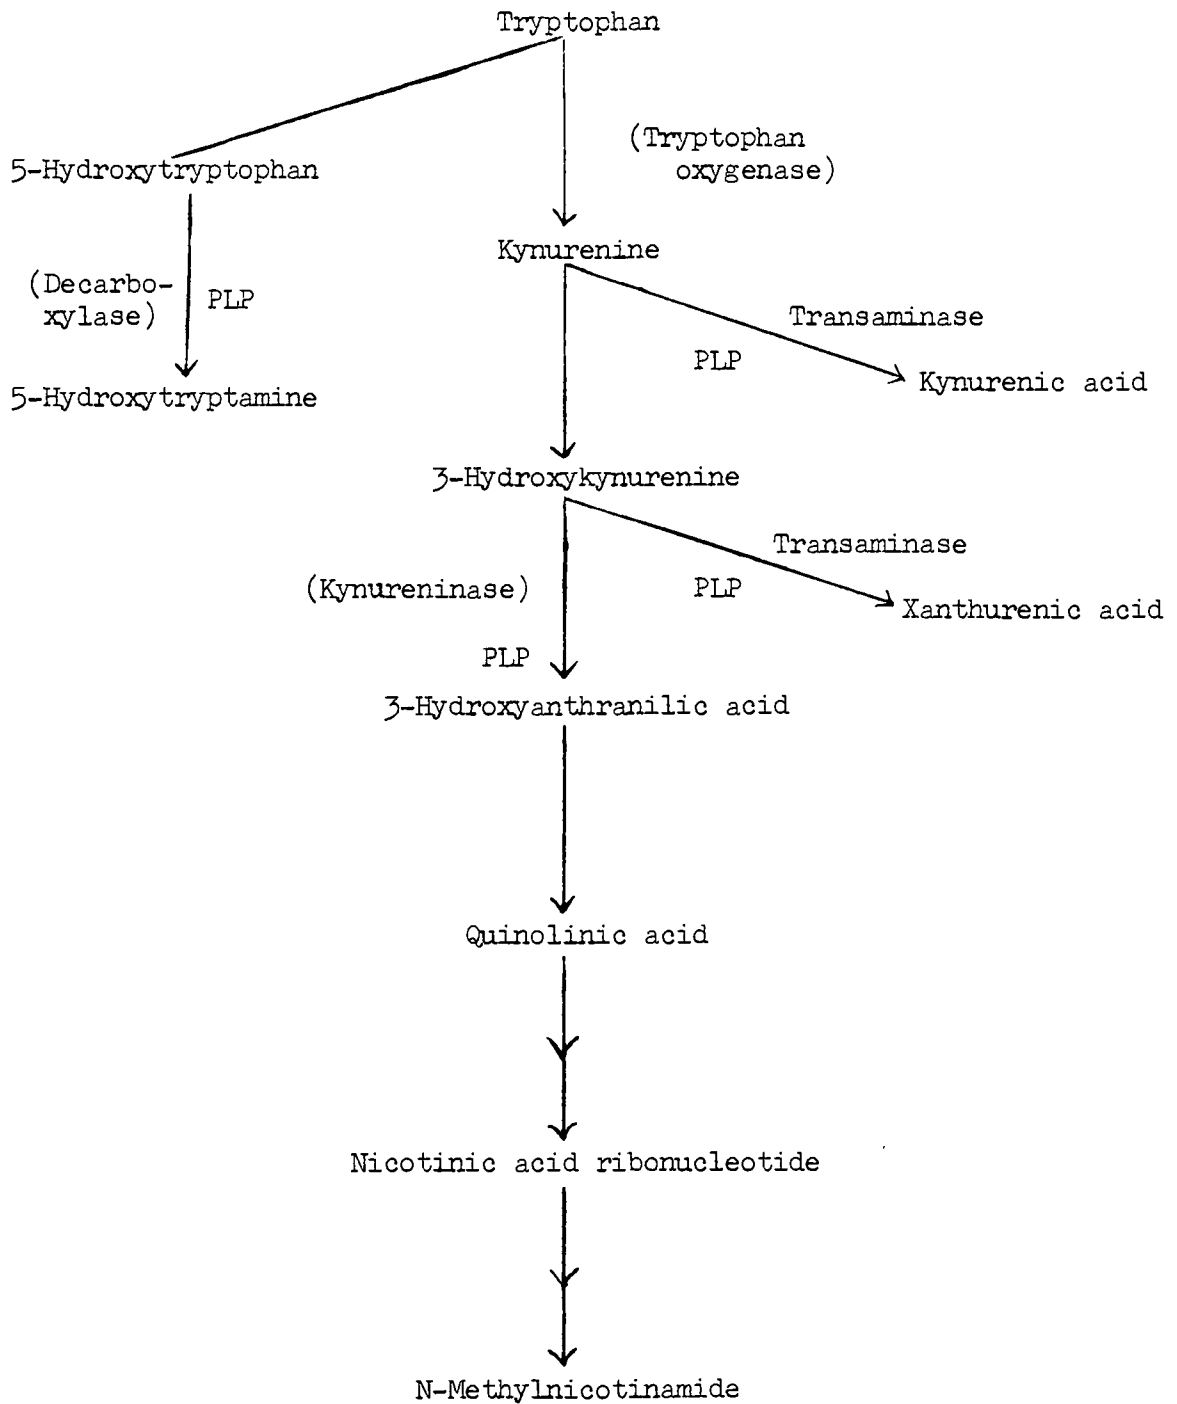 Tryptophan
(Tryptophan
oxygenase)
5-Hydroxytryptophan
Kynurenine
(Decarbo-
xylase)
PLP
Transaminase
PLP
Kynurenic acid
5-Hydroxytryptamine
3-Hydroxykynurenine
Transaminase
(Kynureninase)
PLP
Xanthurenic acid
PLP
3-Hydroxyanthranilic acid
Quinolinic acid
Nicotinic acid ribonucleotide
N-Methylnicotinamide